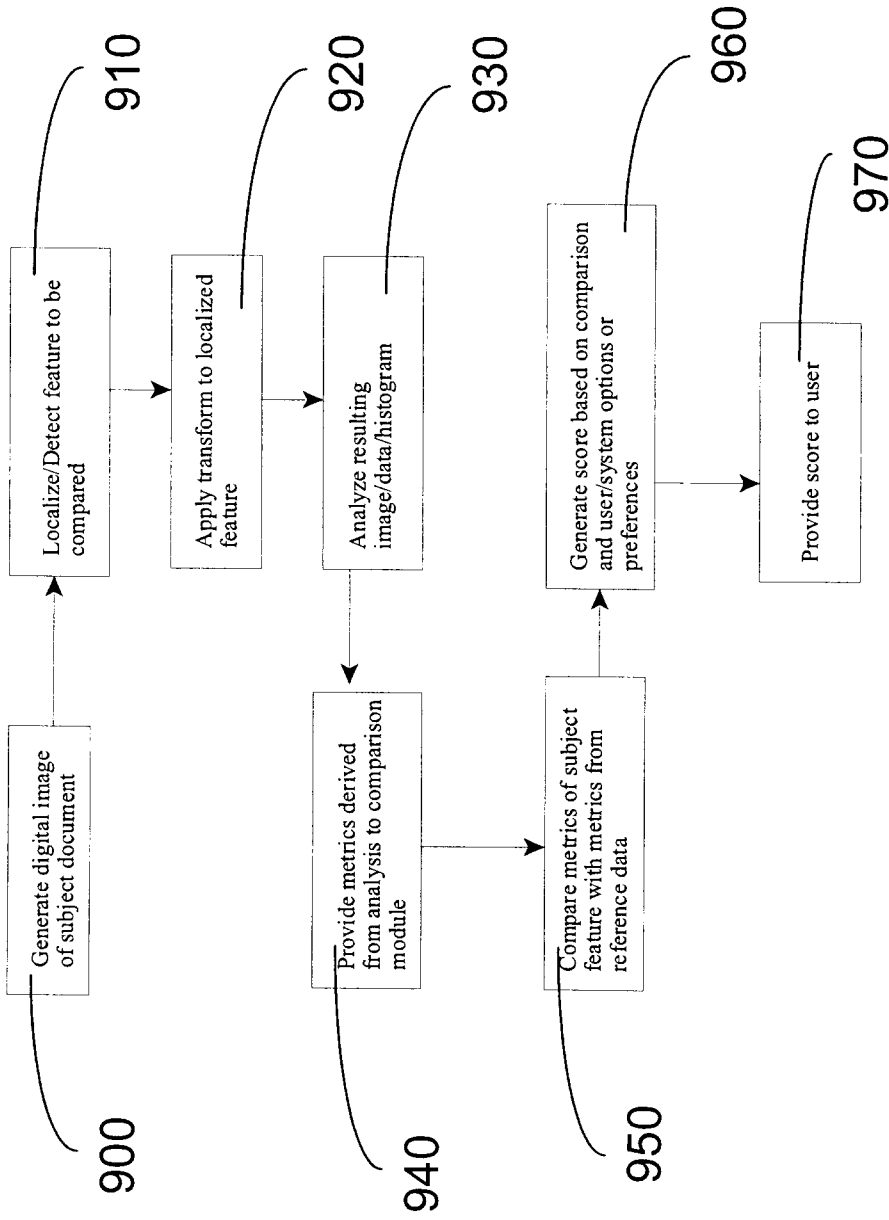 900
Generate digital image
of subject document
910
Localize/Detect feature to be
compared
920
Apply transform to localized
feature
930
Analyze resulting
image/data/histogram
940
Provide metrics derived
from analysis to comparison
module
950
Compare metrics of subject
feature with metrics from
reference data
960
Generate score based on comparison
and user/system options or
preferences
970
Provide score to user